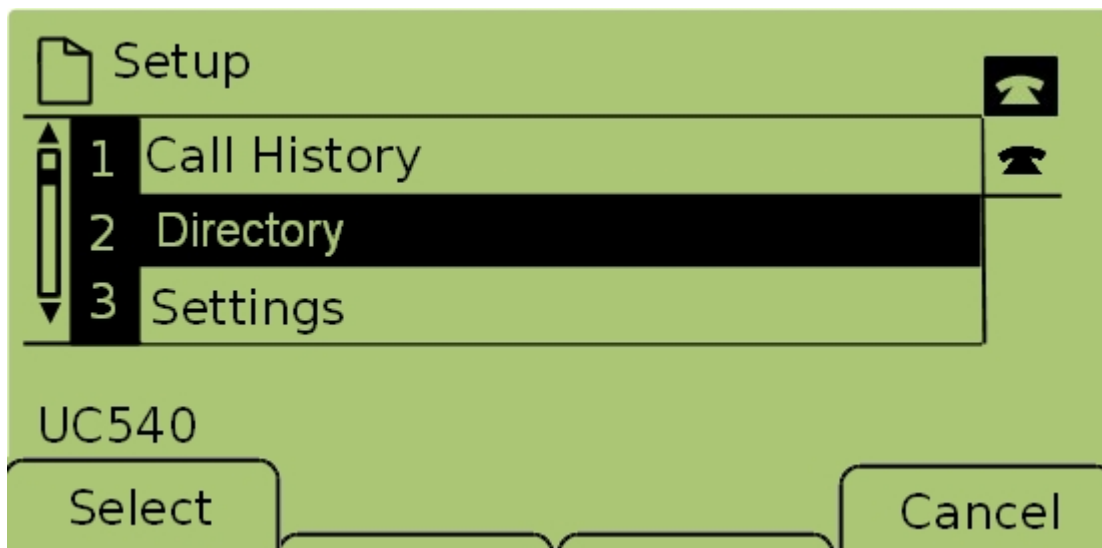 Setup
1 Call History
2 Directory
3 Settings
UC540
Select Cancel